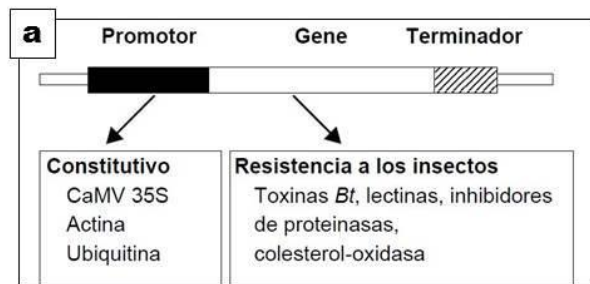 a
Promotor Gene Terminador
Constitutivo
CaMV 35S
Actina
Ubiquitina
Resistencia a los insectos
Toxinas Bt, lectinas, inhibidores
de proteinasas,
colesterol-oxidasa